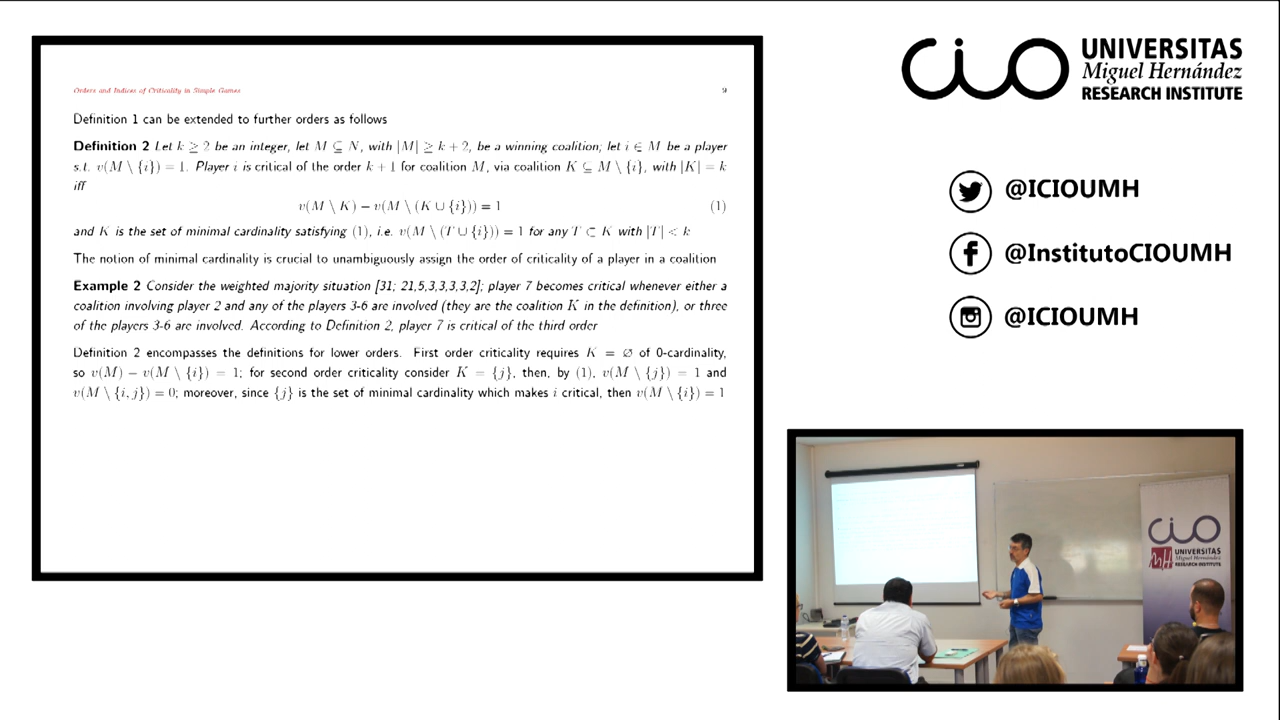 Orders and Indices of Criticality in Simple Games 9
Definition 1 can be extended to further orders as follows
Definition 2 Let k ≥ 2 be an integer, let M ⊆ N, with |M| ≥ k + 2, be a winning coalition; let i ∈ M be a player
s.t. v(M \ {i}) = 1. Player i is critical of the order k + 1 for coalition M, via coalition K ⊆ M \ {i}, with |K| = k
iff
v(M \ K) − v(M \ (K ∪ {i})) = 1 (1)
and K is the set of minimal cardinality satisfying (1), i.e. v(M \ (T ∪ {i})) = 1 for any T ⊂ K with |T| < k
The notion of minimal cardinality is crucial to unambiguously assign the order of criticality of a player in a coalition
Example 2 Consider the weighted majority situation [31; 21,5,3,3,3,3,2]; player 7 becomes critical whenever either a
coalition involving player 2 and any of the players 3-6 are involved (they are the coalition K in the definition), or three
of the players 3-6 are involved. According to Definition 2, player 7 is critical of the third order
Definition 2 encompasses the definitions for lower orders. First order criticality requires K = ∅ of 0-cardinality,
so v(M) − v(M \ {i}) = 1; for second order criticality consider K = {j}, then, by (1), v(M \ {j}) = 1 and
v(M \ {i, j}) = 0; moreover, since {j} is the set of minimal cardinality which makes i critical, then v(M \ {i}) = 1
CIO
UNIVERSITAS
Miguel Hernández
RESEARCH INSTITUTE
@ICIOUMH
@InstitutoCIOUMH
@ICIOUMH
CIO
UNIVERSITAS
Miguel Hernández
RESEARCH INSTITUTE